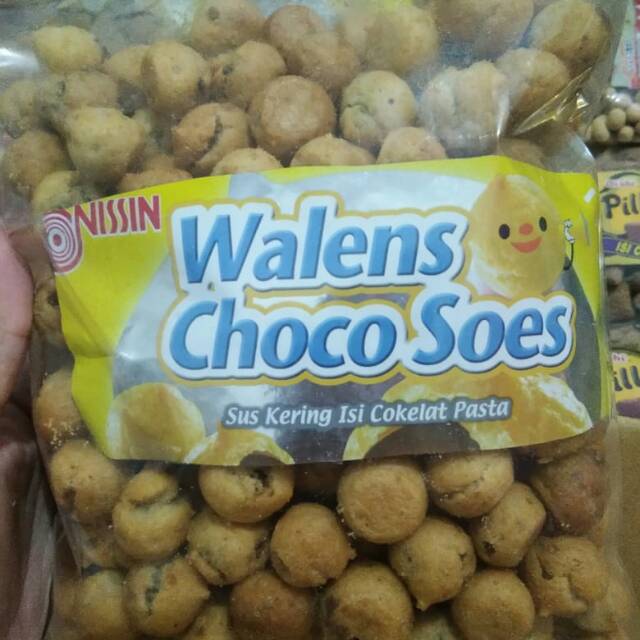 NISSIN
Walens
Choco Soes
Sus Kering Isi Cokelat Pasta